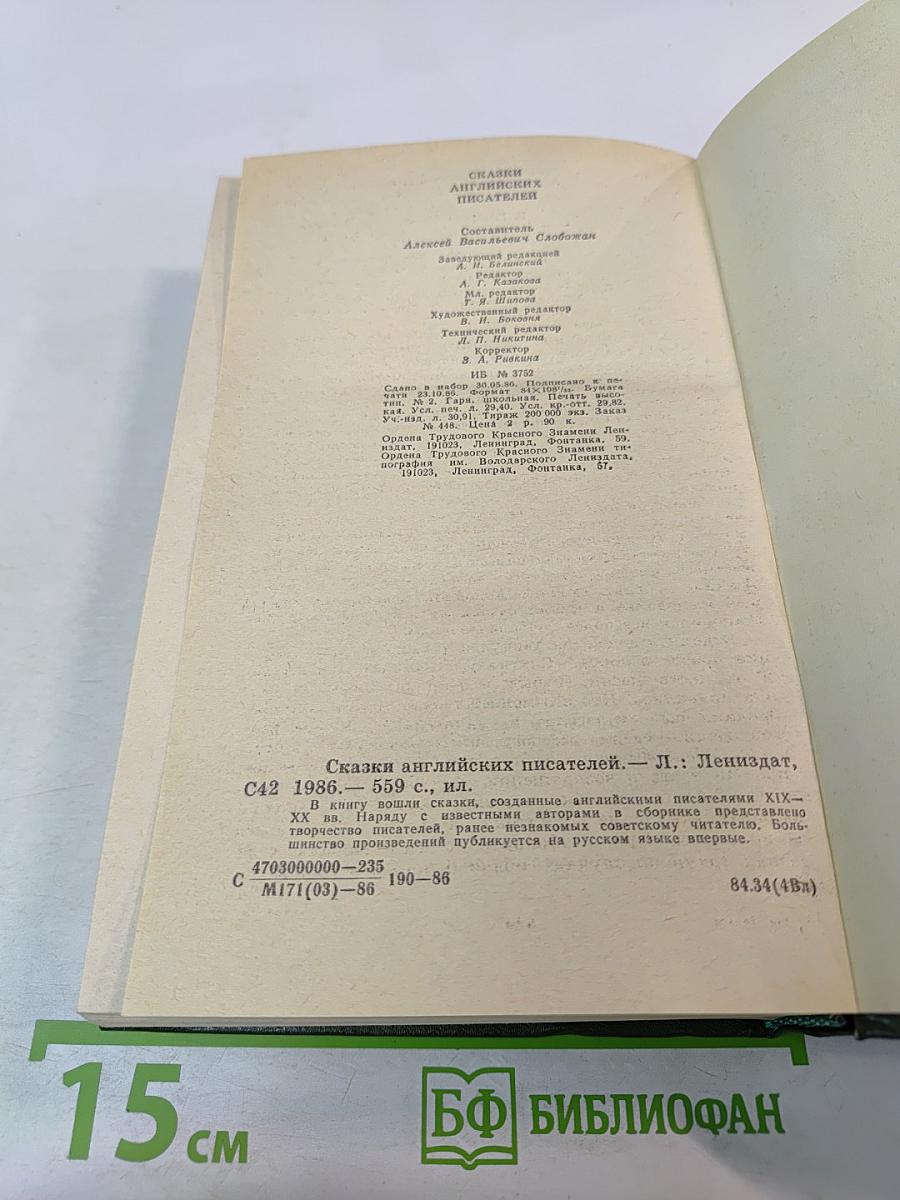 СКАЗКИ
АНГЛИЙСКИХ
ПИСАТЕЛЕЙ
Составитель
Алексей Васильевич Слобожан
Заведующий редакцией
А. И. Белинский
Редактор
А. Г. Казакова
Мл. редактор
Т. Я. Шипова
Художественный редактор
В. И. Боковня
Технический редактор
Л. П. Никитина
Корректор
В. А. Ривкина
ИБ № 3752
Сдано в набор 30.05.86. Подписано к пе-
чати 23.10.86. Формат 84×108¹/₃₂. Бумага
тип. № 2. Гарн. школьная. Печать высо-
кая. Усл. печ. л. 29,40. Усл. кр.-отт. 29,82.
Уч.-изд. л. 30,91. Тираж 200 000 экз. Заказ
№ 448. Цена 2 р. 90 к.
Ордена Трудового Красного Знамени Лен-
издат, 191023, Ленинград, Фонтанка, 59.
Ордена Трудового Красного Знамени ти-
пография им. Володарского Лениздата,
191023, Ленинград, Фонтанка, 57.
Сказки английских писателей.— Л.: Лениздат,
С42 1986.— 559 с., ил.
В книгу вошли сказки, созданные английскими писателями XIX—
XX вв. Наряду с известными авторами в сборнике представлено
творчество писателей, ранее незнакомых советскому читателю. Боль-
шинство произведений публикуется на русском языке впервые.
С 4703000000—235
М171(03)—86 190—86
84.34(4Вл)
15 см
БФ БИБЛИОФАН